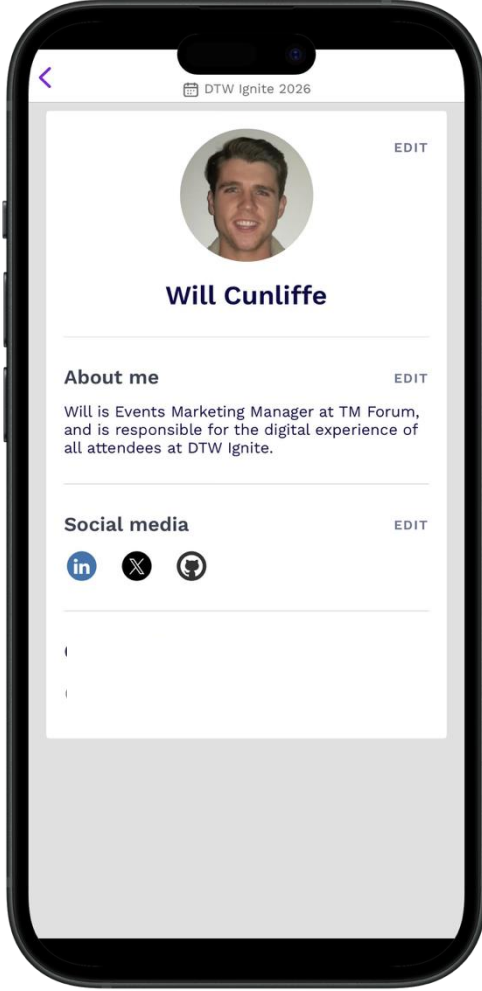 DTW Ignite 2026
EDIT
Will Cunliffe
About me
EDIT
Will is Events Marketing Manager at TM Forum,
and is responsible for the digital experience of
all attendees at DTW Ignite.
Social media
EDIT
in
X